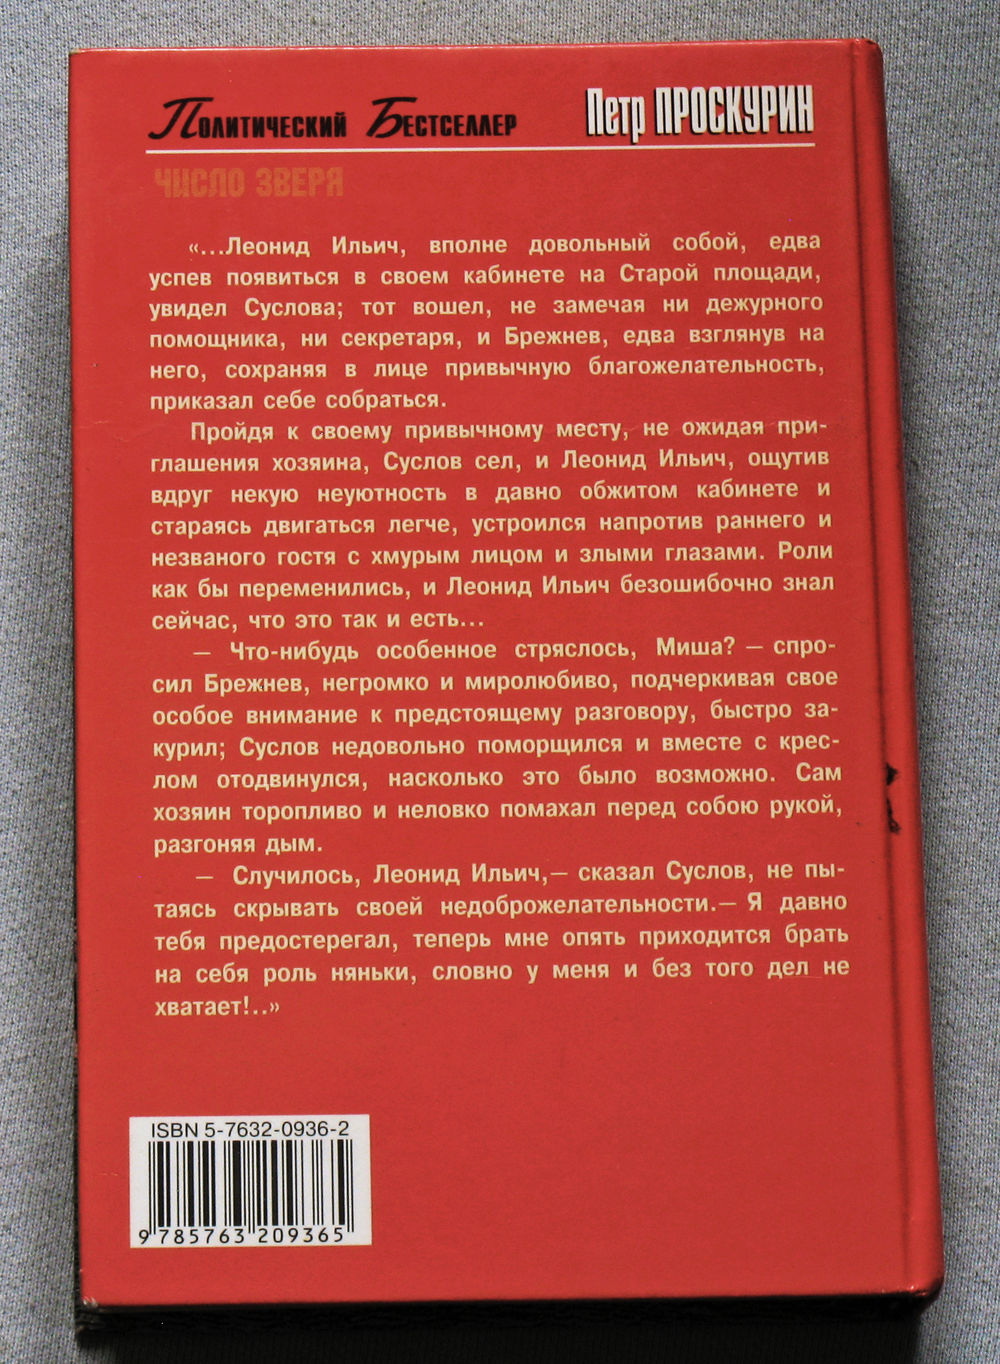 Политический Бестселлер
Петр ПРОСКУРИН
ЧИСЛО ЗВЕРЯ
«...Леонид Ильич, вполне довольный собой, едва
успев появиться в своем кабинете на Старой площади,
увидел Суслова; тот вошел, не замечая ни дежурного
помощника, ни секретаря, и Брежнев, едва взглянув на
него, сохраняя в лице привычную благожелательность,
приказал себе собраться.
Пройдя к своему привычному месту, не ожидая при-
глашения хозяина, Суслов сел, и Леонид Ильич, ощутив
вдруг некую неуютность в давно обжитом кабинете и
стараясь двигаться легче, устроился напротив раннего и
незваного гостя с хмурым лицом и злыми глазами. Роли
как бы переменились, и Леонид Ильич безошибочно знал
сейчас, что это так и есть...
— Что-нибудь особенное стряслось, Миша? — спро-
сил Брежнев, негромко и миролюбиво, подчеркивая свое
особое внимание к предстоящему разговору, быстро за-
курил; Суслов недовольно поморщился и вместе с крес-
лом отодвинулся, насколько это было возможно. Сам
хозяин торопливо и неловко помахал перед собою рукой,
разгоняя дым.
— Случилось, Леонид Ильич,— сказал Суслов, не пы-
таясь скрывать своей недоброжелательности.— Я давно
тебя предостерегал, теперь мне опять приходится брать
на себя роль няньки, словно у меня и без того дел не
хватает!..»
ISBN 5-7632-0936-2
9 785763 209365